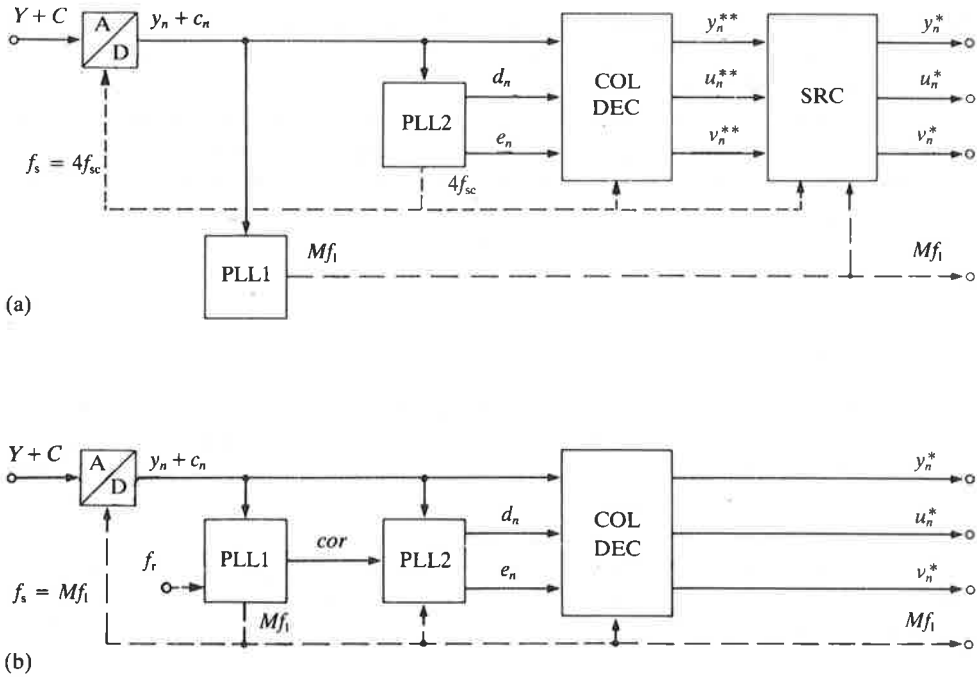 Y + C
A
D
y_n + c_n
d_n
e_n
PLL2
COL
DEC
y_n^**
u_n^**
v_n^**
SRC
y_n^*
u_n^*
v_n^*
f_s = 4f_sc
4f_sc
PLL1
Mf_l
Mf_l
(a)
Y + C
A
D
y_n + c_n
f_r
PLL1
cor
PLL2
d_n
e_n
COL
DEC
y_n^*
u_n^*
v_n^*
f_s = Mf_l
Mf_l
Mf_l
(b)